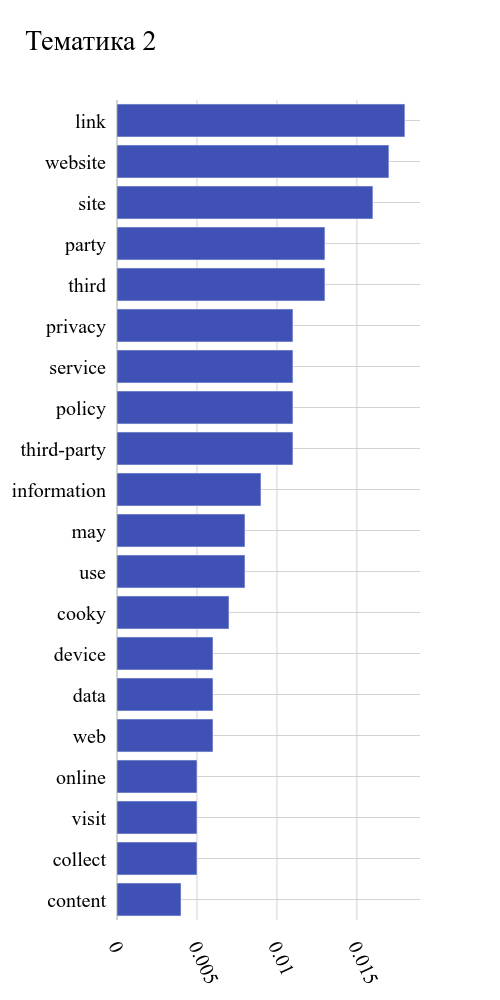 Тематика 2
link
website
site
party
third
privacy
service
policy
third-party
information
may
use
cooky
device
data
web
online
visit
collect
content
0
0.005
0.01
0.015